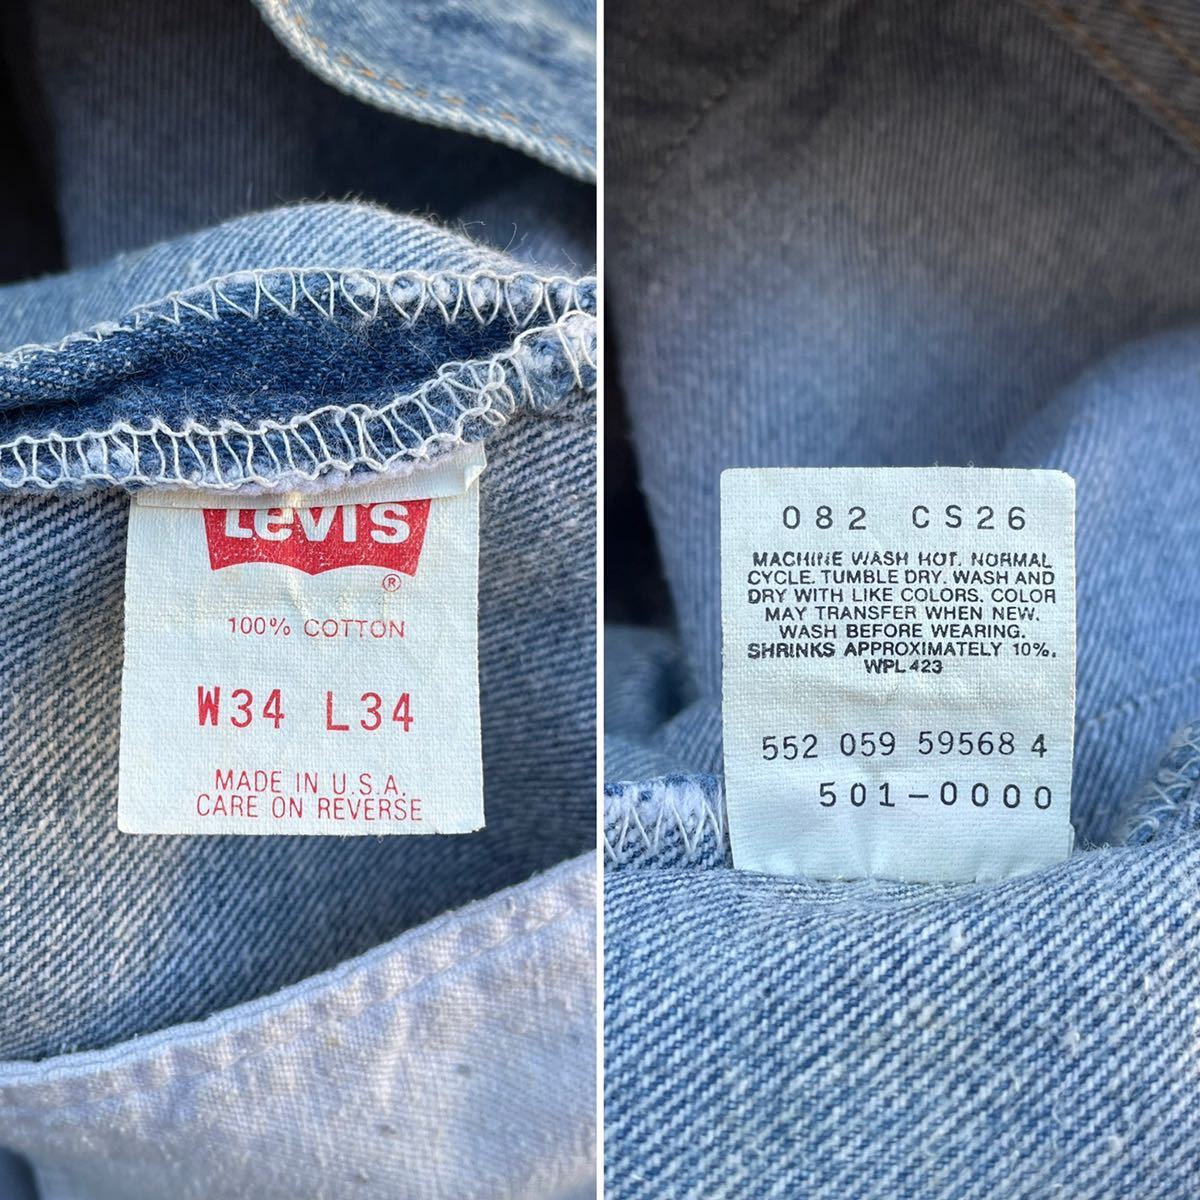 Levi's
®
100% COTTON
W34 L34
MADE IN U.S.A.
CARE ON REVERSE
082 CS26
MACHINE WASH HOT. NORMAL
CYCLE. TUMBLE DRY. WASH AND
DRY WITH LIKE COLORS. COLOR
MAY TRANSFER WHEN NEW.
WASH BEFORE WEARING.
SHRINKS APPROXIMATELY 10%.
WPL 423
552 059 59568 4
501-0000